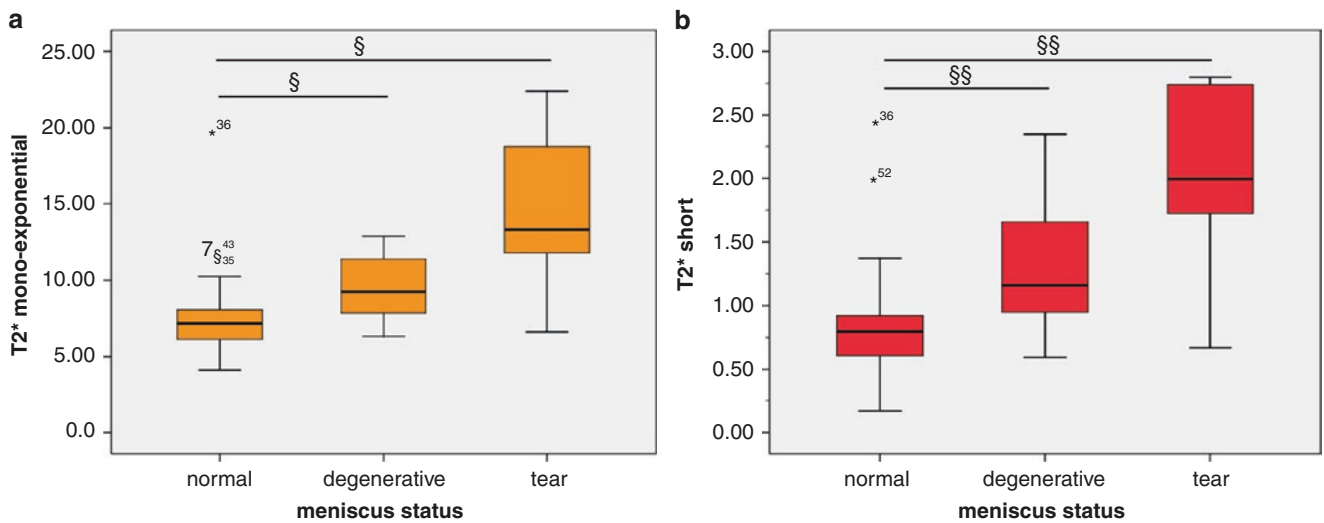 a
§
§
T2* mono-exponential
25.00
20.00
15.00
10.00
5.00
0.0
*36
7§43
35
normal
degenerative
tear
meniscus status
b
§§
§§
T2* short
3.00
2.50
2.00
1.50
1.00
0.50
0.00
*36
*52
normal
degenerative
tear
meniscus status